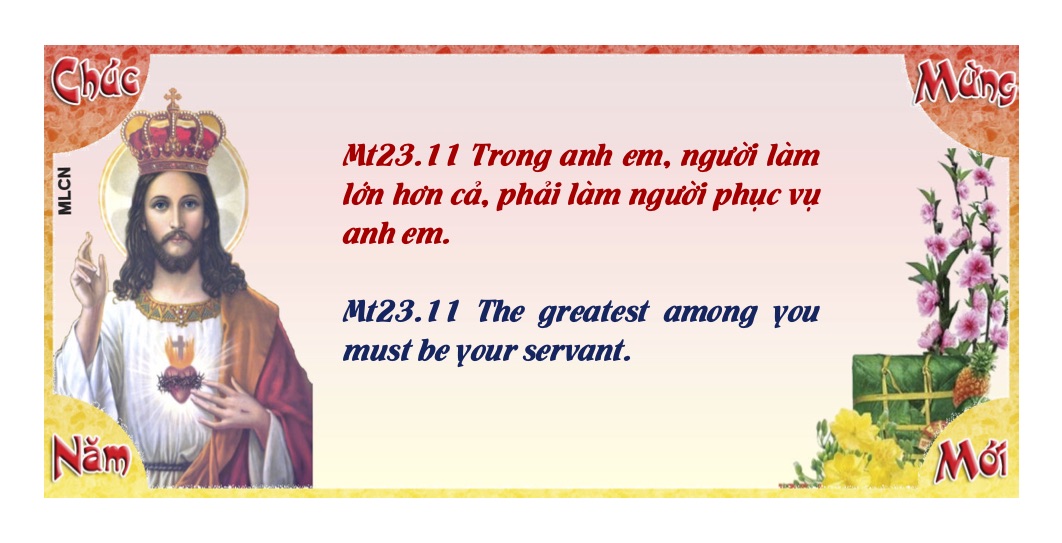 Chúc
Mừng
MLCN
Mt23.11 Trong anh em, người làm
lớn hơn cả, phải làm người phục vụ
anh em.
Mt23.11 The greatest among you
must be your servant.
Năm
Mới